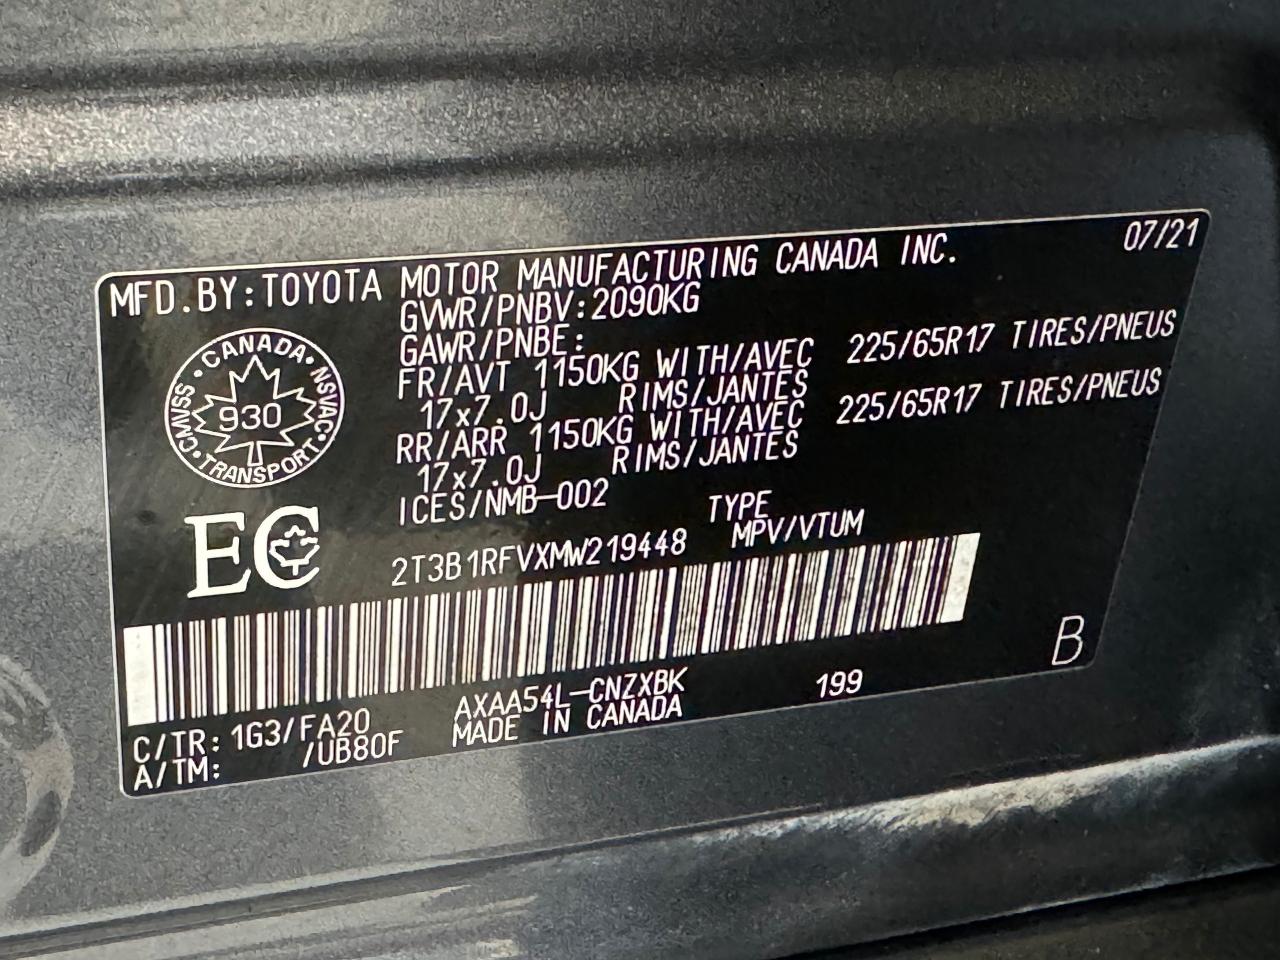 MFD.BY:TOYOTA MOTOR MANUFACTURING CANADA INC. 07/21
GVWR/PNBV:2090KG
GAWR/PNBE:
FR/AVT 1150KG WITH/AVEC 225/65R17 TIRES/PNEUS
17x7.0J RIMS/JANTES
RR/ARR 1150KG WITH/AVEC 225/65R17 TIRES/PNEUS
17x7.0J RIMS/JANTES
ICES/NMB-002 TYPE
2T3B1RFVXMW219448 MPV/VTUM
CANADA
CMVSS NSVAC
930
TRANSPORT
EC
B
C/TR: 1G3/FA20 AXAA54L-CNZXBK 199
A/TM: /UB80F MADE IN CANADA